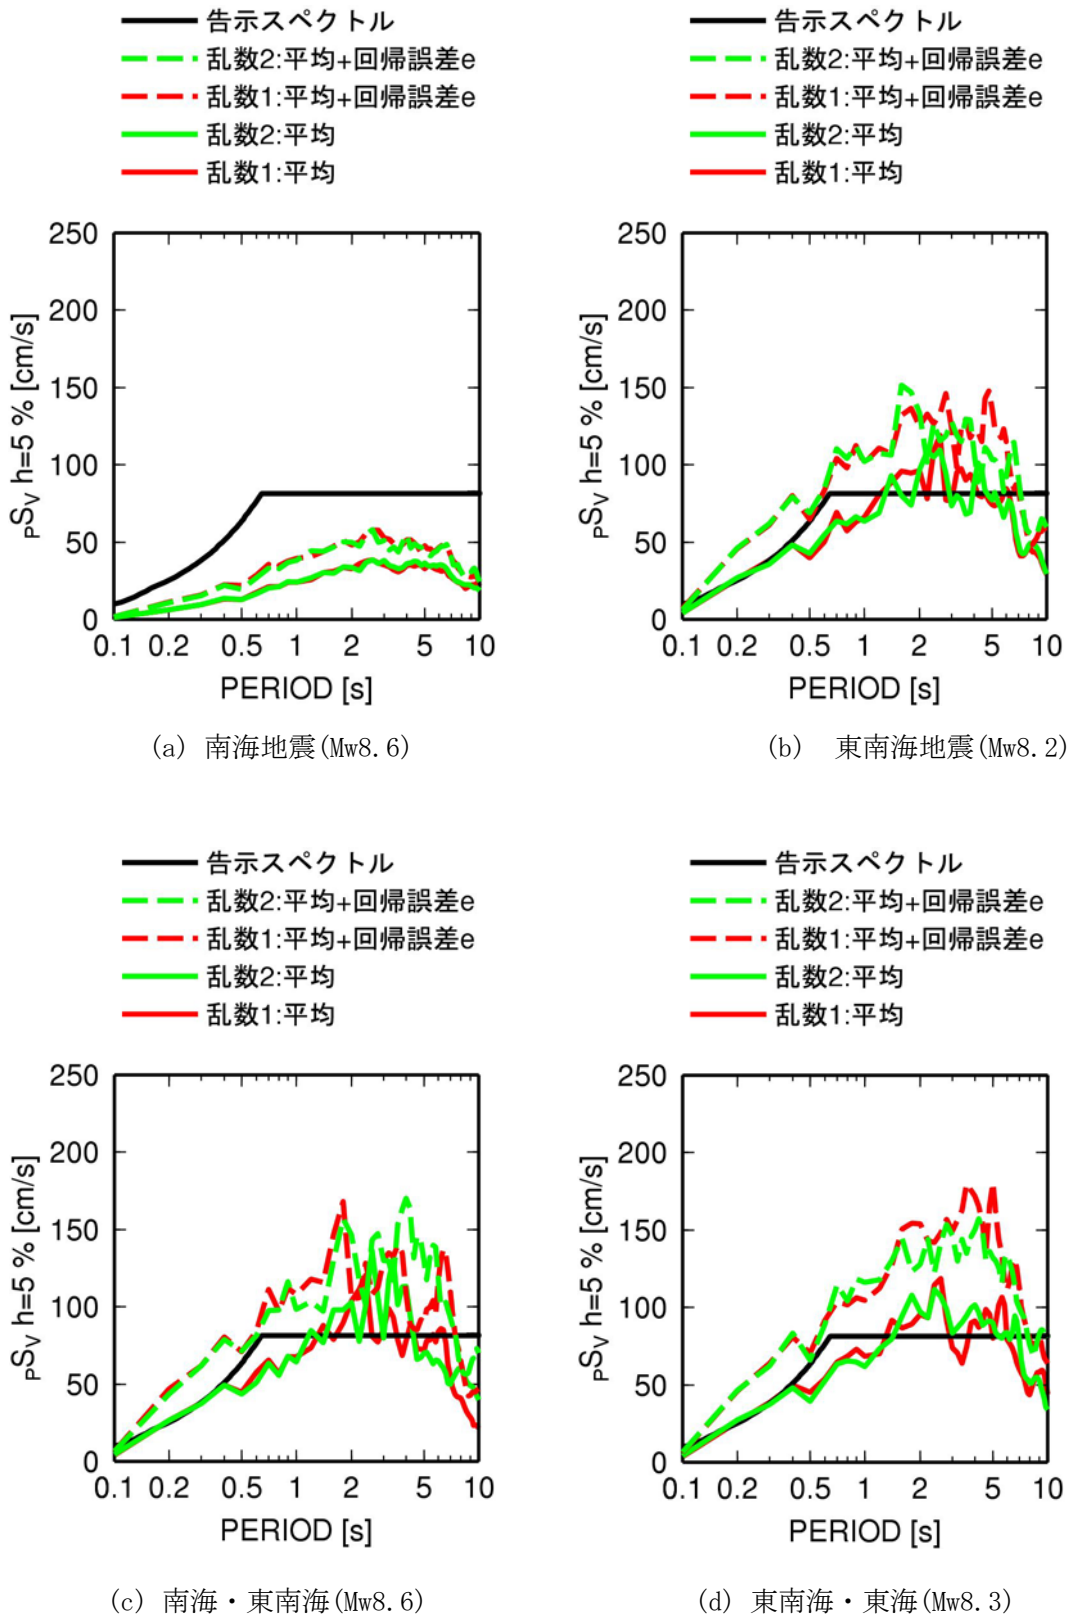 告示スペクトル
乱数2:平均+回帰誤差e
乱数1:平均+回帰誤差e
乱数2:平均
乱数1:平均
250
200
150
100
50
0
PSV h=5 % [cm/s]
0.1 0.2 0.5 1 2 5 10
PERIOD [s]
(a) 南海地震(Mw8.6)
告示スペクトル
乱数2:平均+回帰誤差e
乱数1:平均+回帰誤差e
乱数2:平均
乱数1:平均
250
200
150
100
50
0
PSV h=5 % [cm/s]
0.1 0.2 0.5 1 2 5 10
PERIOD [s]
(b) 東南海地震(Mw8.2)
告示スペクトル
乱数2:平均+回帰誤差e
乱数1:平均+回帰誤差e
乱数2:平均
乱数1:平均
250
200
150
100
50
0
PSV h=5 % [cm/s]
0.1 0.2 0.5 1 2 5 10
PERIOD [s]
(c) 南海・東南海(Mw8.6)
告示スペクトル
乱数2:平均+回帰誤差e
乱数1:平均+回帰誤差e
乱数2:平均
乱数1:平均
250
200
150
100
50
0
PSV h=5 % [cm/s]
0.1 0.2 0.5 1 2 5 10
PERIOD [s]
(d) 東南海・東海(Mw8.3)